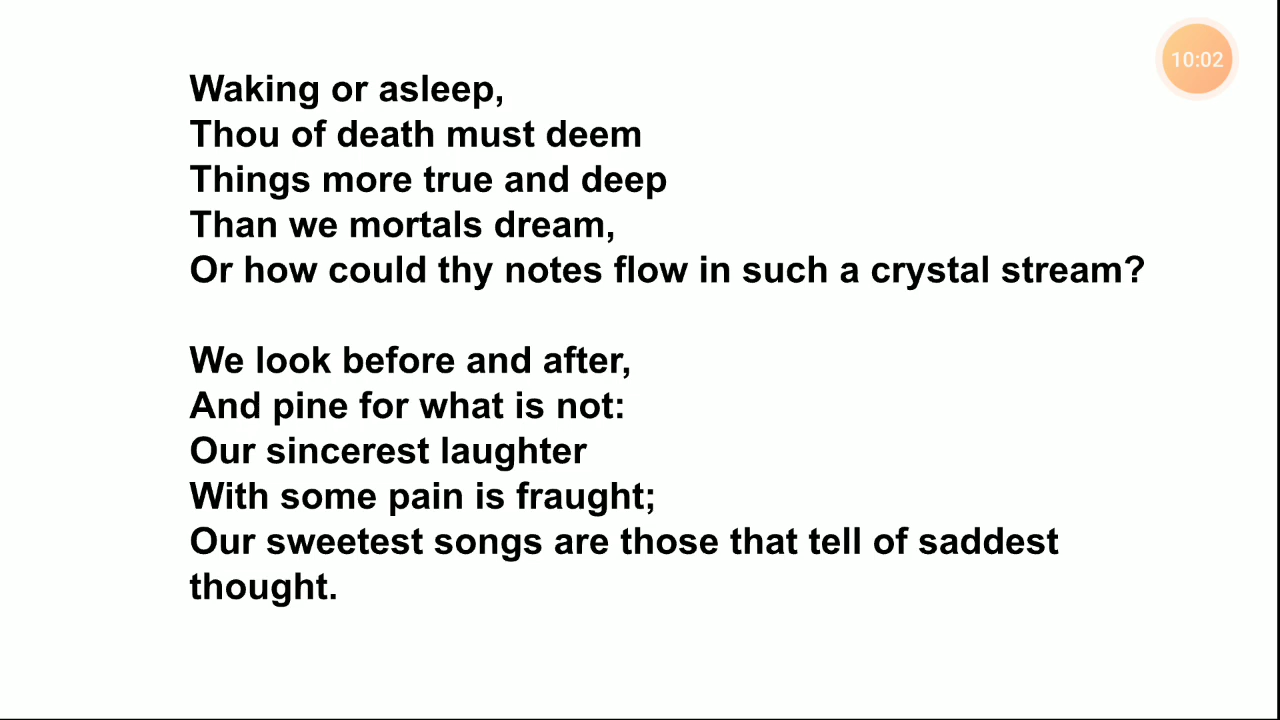 10:02
Waking or asleep,
Thou of death must deem
Things more true and deep
Than we mortals dream,
Or how could thy notes flow in such a crystal stream?
We look before and after,
And pine for what is not:
Our sincerest laughter
With some pain is fraught;
Our sweetest songs are those that tell of saddest
thought.